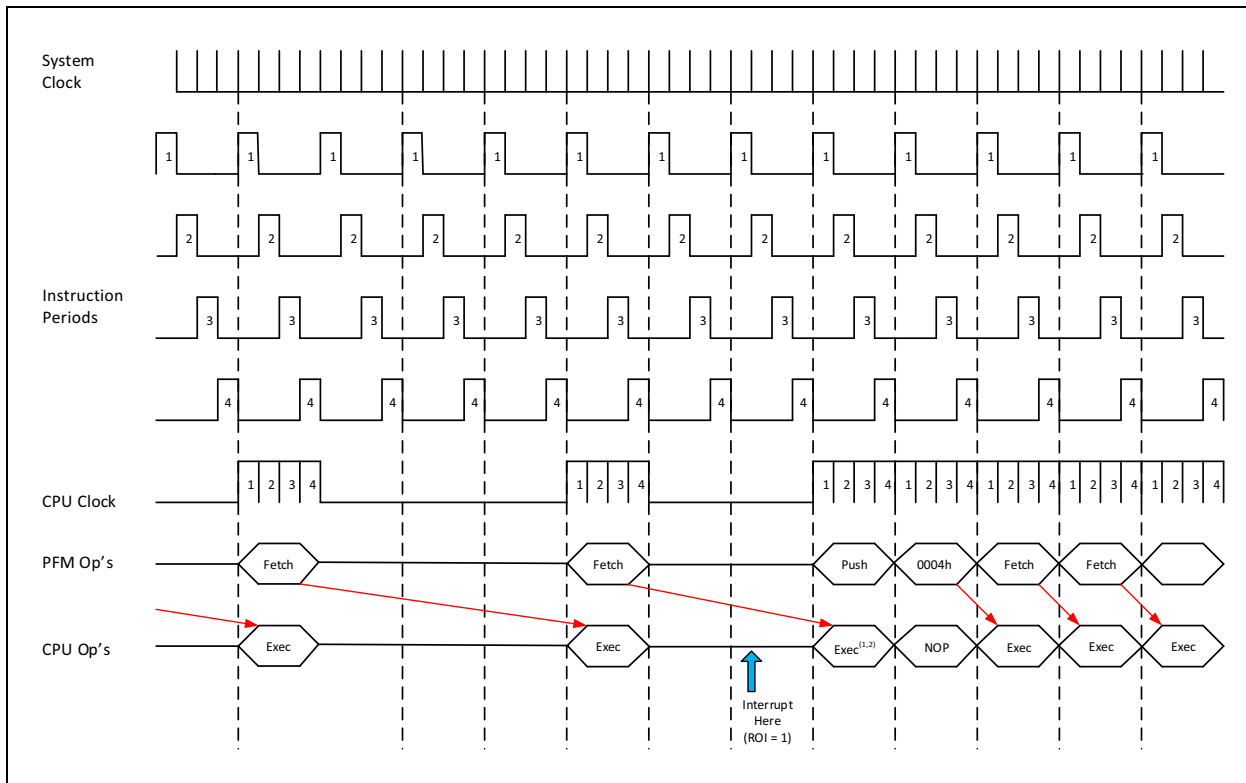 System
Clock
1 1 1 1 1 1 1 1 1 1 1 1 1
2 2 2 2 2 2 2 2 2 2 2 2 2
Instruction
Periods
3 3 3 3 3 3 3 3 3 3 3 3 3
4 4 4 4 4 4 4 4 4 4 4 4 4
CPU Clock
1 2 3 4 1 2 3 4 1 2 3 4 1 2 3 4 1 2 3 4 1 2 3 4 1 2 3 4
PFM Op's
Fetch Fetch Push 0004h Fetch Fetch
CPU Op's
Exec Exec Exec(1,2) NOP Exec Exec Exec
Interrupt
Here
(ROI = 1)